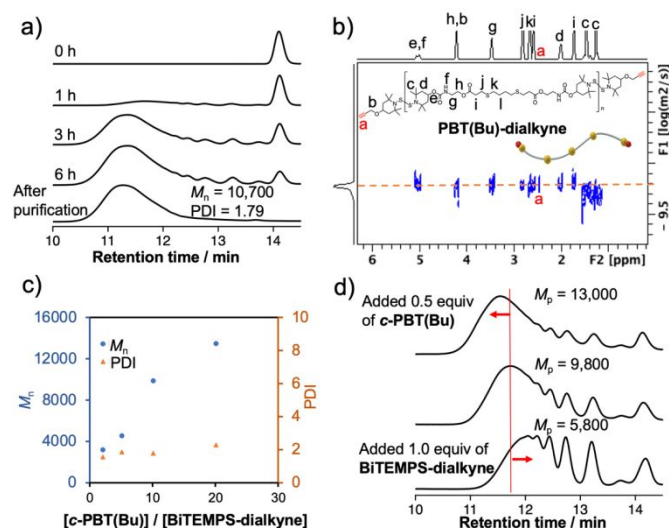 a)
0 h
1 h
3 h
6 h
After purification
Mn = 10,700
PDI = 1.79
10 11 12 13 14
Retention time / min
b)
e,f h,b g j k i a d i c c
PBT(Bu)-dialkyne
a
6 5 4 3 2 1 F2 [ppm]
F1 [log(m2/s)]
- 9.5
c)
16000
12000
8000
4000
0
Mn
Mn
PDI
10
8
6
4
2
0
PDI
0 10 20 30
[c-PBT(Bu)] / [BiTEMPS-dialkyne]
d)
Added 0.5 equiv
of c-PBT(Bu)
Mp = 13,000
Mp = 9,800
Mp = 5,800
Added 1.0 equiv of
BiTEMPS-dialkyne
10 11 12 13 14
Retention time / min